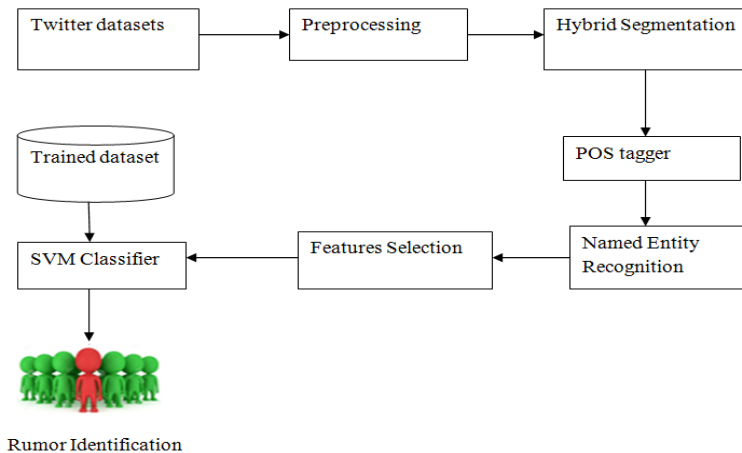 Twitter datasets
Preprocessing
Hybrid Segmentation
POS tagger
Named Entity
Recognition
Features Selection
Trained dataset
SVM Classifier
Rumor Identification